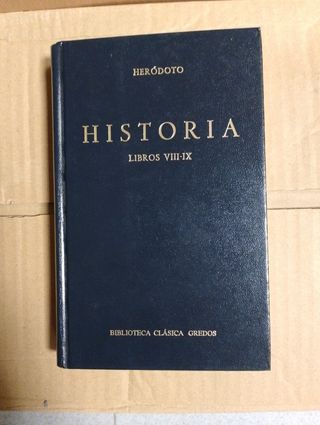 HERÓDOTO
HISTORIA
LIBROS VIII-IX
BIBLIOTECA CLÁSICA GREDOS